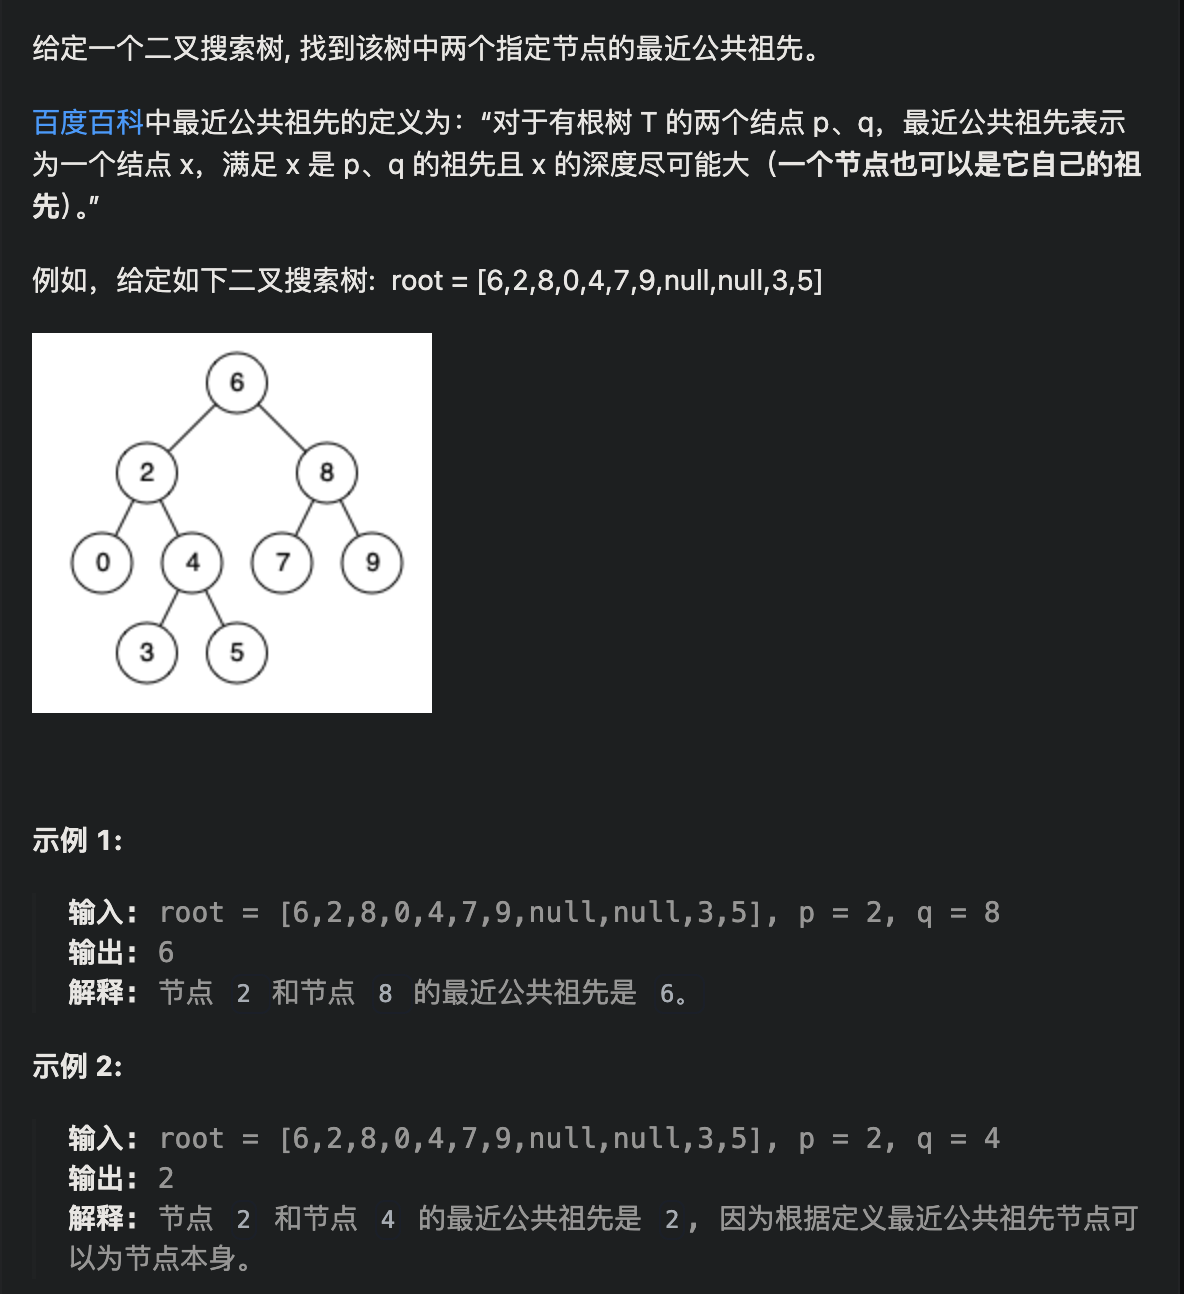 给定一个二叉搜索树, 找到该树中两个指定节点的最近公共祖先。
百度百科中最近公共祖先的定义为：“对于有根树 T 的两个结点 p、q，最近公共祖先表示
为一个结点 x，满足 x 是 p、q 的祖先且 x 的深度尽可能大（一个节点也可以是它自己的祖
先）。”
例如，给定如下二叉搜索树:  root = [6,2,8,0,4,7,9,null,null,3,5]
6
2 8
0 4 7 9
3 5
示例 1:
输入: root = [6,2,8,0,4,7,9,null,null,3,5], p = 2, q = 8
输出: 6
解释: 节点 2 和节点 8 的最近公共祖先是 6。
示例 2:
输入: root = [6,2,8,0,4,7,9,null,null,3,5], p = 2, q = 4
输出: 2
解释: 节点 2 和节点 4 的最近公共祖先是 2, 因为根据定义最近公共祖先节点可
以为节点本身。